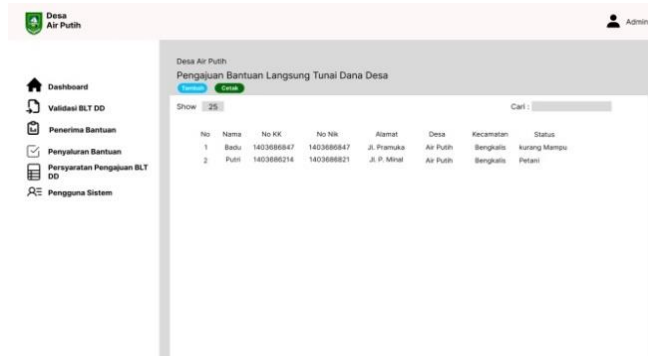 Desa
Air Putih
Admin
Dashboard
Validasi BLT DD
Penerima Bantuan
Penyaluran Bantuan
Persyaratan Pengajuan BLT
DD
Pengguna Sistem
Desa Air Putih
Pengajuan Bantuan Langsung Tunai Dana Desa
Tambah Cetak
Show 25 Cari :
No Nama No KK No Nik Alamat Desa Kecamatan Status
1 Badu 1403686847 1403686847 Jl. Pramuka Air Putih Bengkalis kurang Mampu
2 Putri 1403686214 1403686821 Jl. P. Minal Air Putih Bengkalis Petani